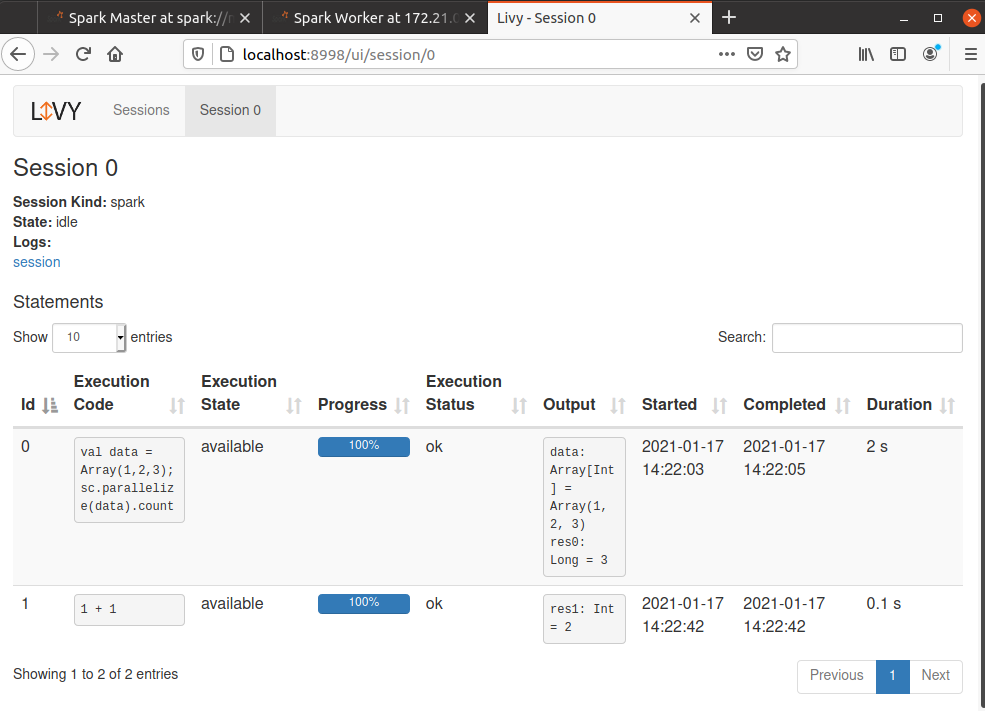 Spark Master at spark://
Spark Worker at 172.21.
Livy - Session 0
localhost:8998/ui/session/0
LIVY Sessions Session 0
Session 0
Session Kind: spark
State: idle
Logs:
session
Statements
Show 10 entries Search:
Id Execution Code Execution State Progress Execution Status Output Started Completed Duration
0
val data =
Array(1,2,3);
sc.paralleliz
e(data).count
available
100%
ok
data:
Array[Int
] =
Array(1,
2, 3)
res0:
Long = 3
2021-01-17
14:22:03
2021-01-17
14:22:05
2 s
1
1 + 1
available
100%
ok
res1: Int
= 2
2021-01-17
14:22:42
2021-01-17
14:22:42
0.1 s
Showing 1 to 2 of 2 entries
Previous 1 Next